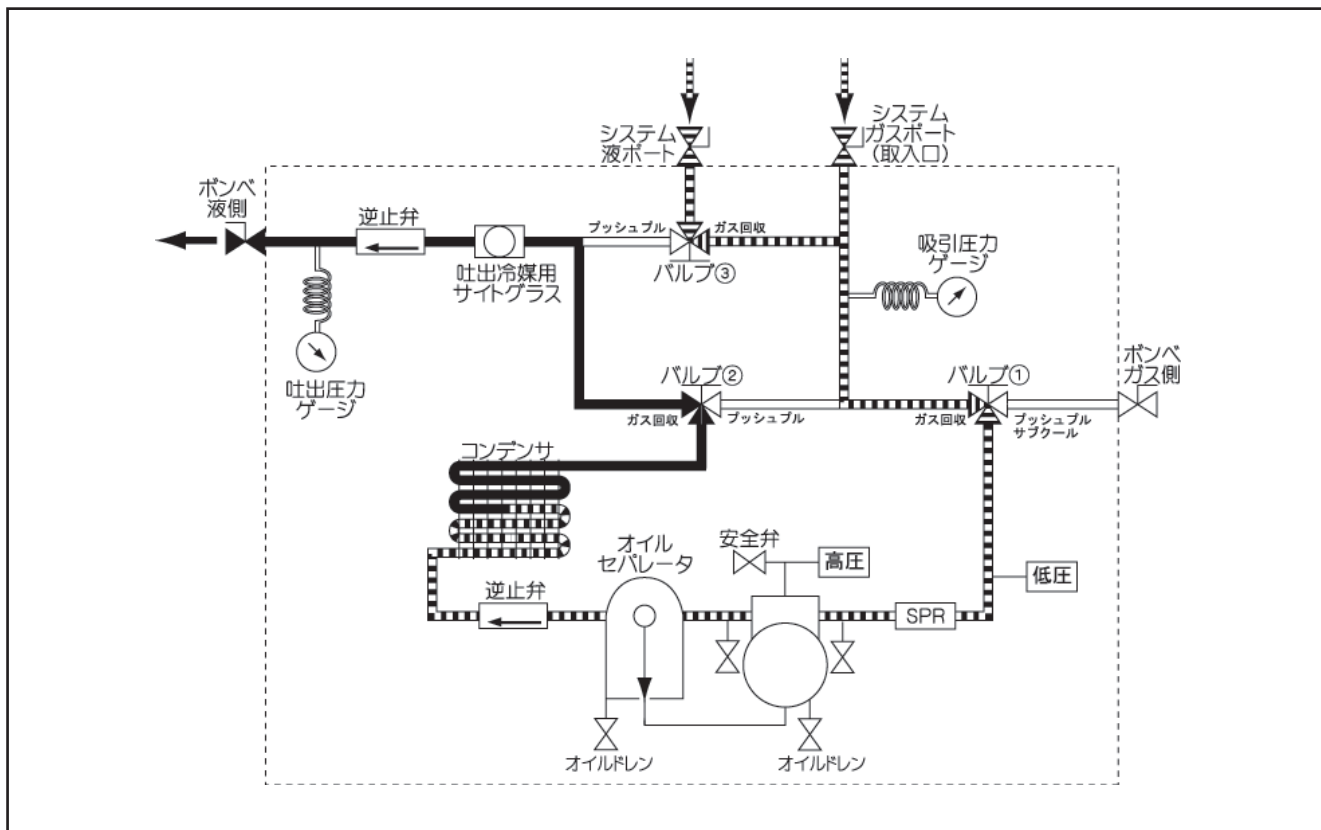 システム
液ポート
システム
ガスポート
(取入口)
ボンベ
液側
逆止弁
吐出冷媒用
サイトグラス
プッシュプル
ガス回収
バルブ③
吸引圧力
ゲージ
吐出圧力
ゲージ
バルブ②
ガス回収
プッシュプル
バルブ①
ガス回収
プッシュプル
サブクール
ボンベ
ガス側
コンデンサ
オイル
セパレータ
安全弁
高圧
低圧
逆止弁
SPR
オイルドレン
オイルドレン